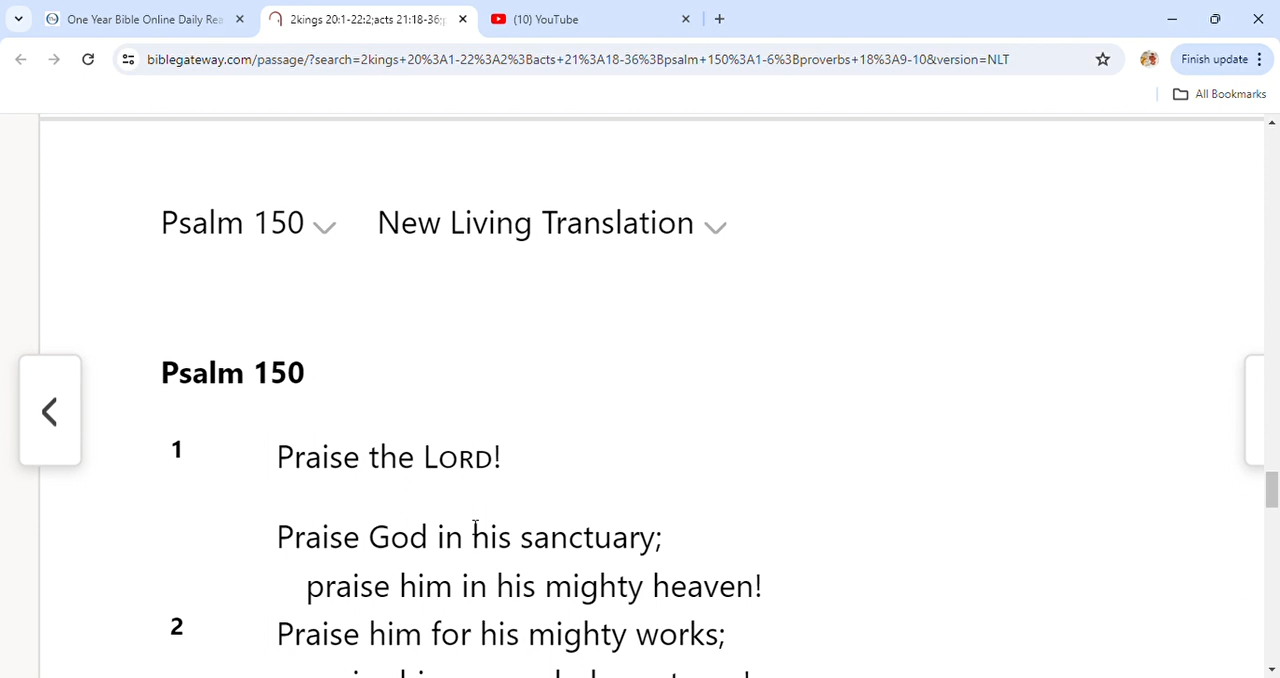 One Year Bible Online Daily Rea
2kings 20:1-22:2;acts 21:18-36;
(10) YouTube
biblegateway.com/passage/?search=2kings+20%3A1-22%3A2%3Bacts+21%3A18-36%3Bpsalm+150%3A1-6%3Bproverbs+18%3A9-10&version=NLT
Finish update
All Bookmarks
Psalm 150
New Living Translation
Psalm 150
1 Praise the LORD!
Praise God in his sanctuary;
praise him in his mighty heaven!
2 Praise him for his mighty works;